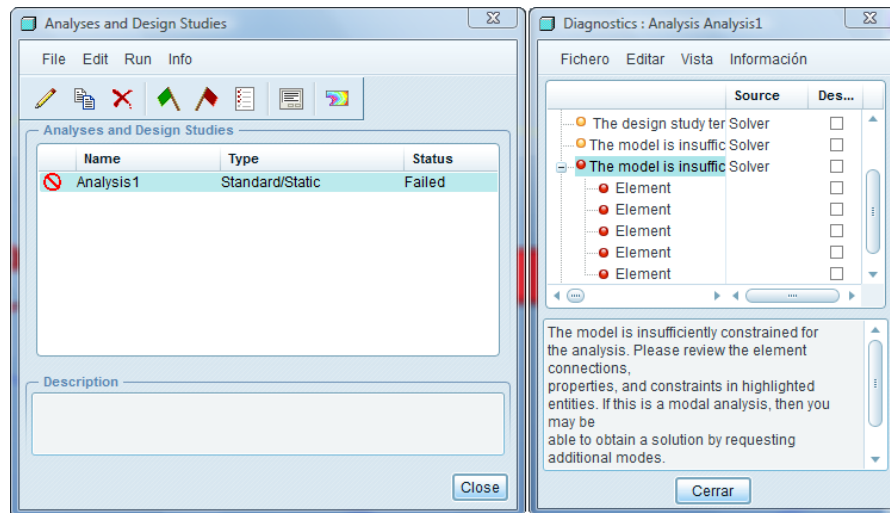 Analyses and Design Studies
File Edit Run Info
Analyses and Design Studies
Name Type Status
Analysis1 Standard/Static Failed
Description
Close
Diagnostics : Analysis Analysis1
Fichero Editar Vista Información
Source Des...
The design study ter Solver
The model is insuffic Solver
The model is insuffic Solver
Element
Element
Element
Element
Element
The model is insufficiently constrained for
the analysis. Please review the element
connections,
properties, and constraints in highlighted
entities. If this is a modal analysis, then you
may be
able to obtain a solution by requesting
additional modes.
Cerrar